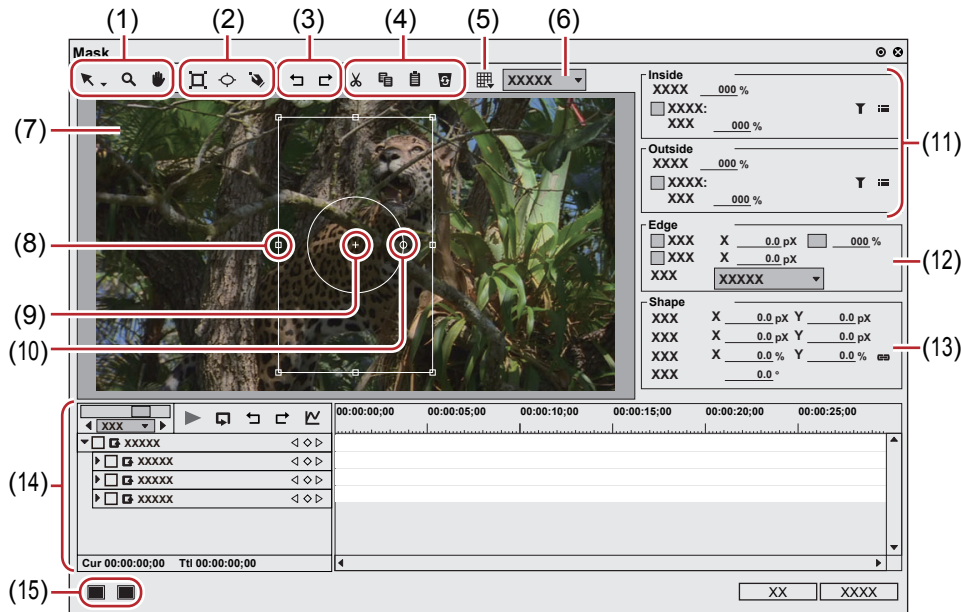 (1) (2) (3) (4) (5) (6)
Mask
XXXXX
(7)
(8)
(9)
(10)
Inside
XXXX 000 %
XXXX:
XXX 000 %
Outside
XXXX 000 %
XXXX:
XXX 000 %
(11)
Edge
XXX X 0.0 pX 000 %
XXX X 0.0 pX
XXX XXXXX
(12)
Shape
XXX X 0.0 pX Y 0.0 pX
XXX X 0.0 pX Y 0.0 pX
XXX X 0.0 % Y 0.0 %
XXX 0.0 °
(13)
(14)
XXX
00:00:00;00 00:00:05;00 00:00:10;00 00:00:15;00 00:00:20;00 00:00:25;00
XXXXX
XXXXX
XXXXX
XXXXX
Cur 00:00:00;00 Ttl 00:00:00;00
(15)
XX XXXX